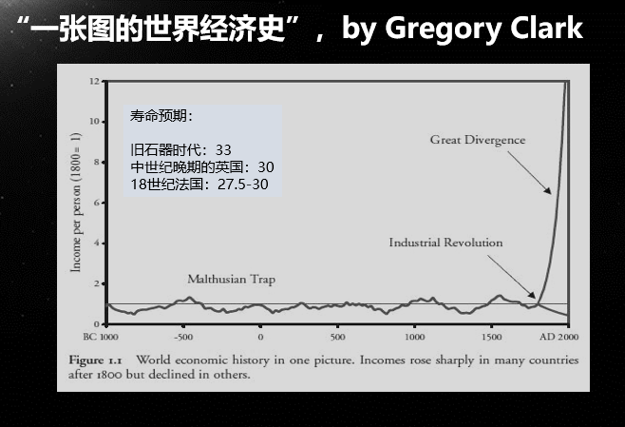 “一张图的世界经济史”，by Gregory Clark
12
10
8
6
4
2
0
Income per person (1800 = 1)
寿命预期：
旧石器时代：33
中世纪晚期的英国：30
18世纪法国：27.5-30
Great Divergence
Industrial Revolution
Malthusian Trap
BC 1000
-500
0
500
1000
1500
AD 2000
Figure 1.1 World economic history in one picture. Incomes rose sharply in many countries
after 1800 but declined in others.